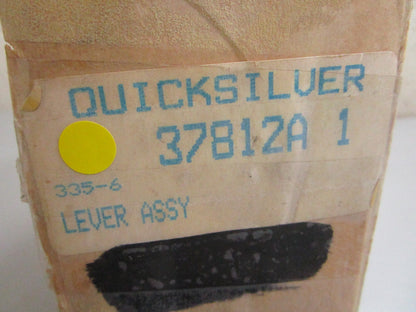 QUICKSILVER
37812A 1
335-6
LEVER ASSY